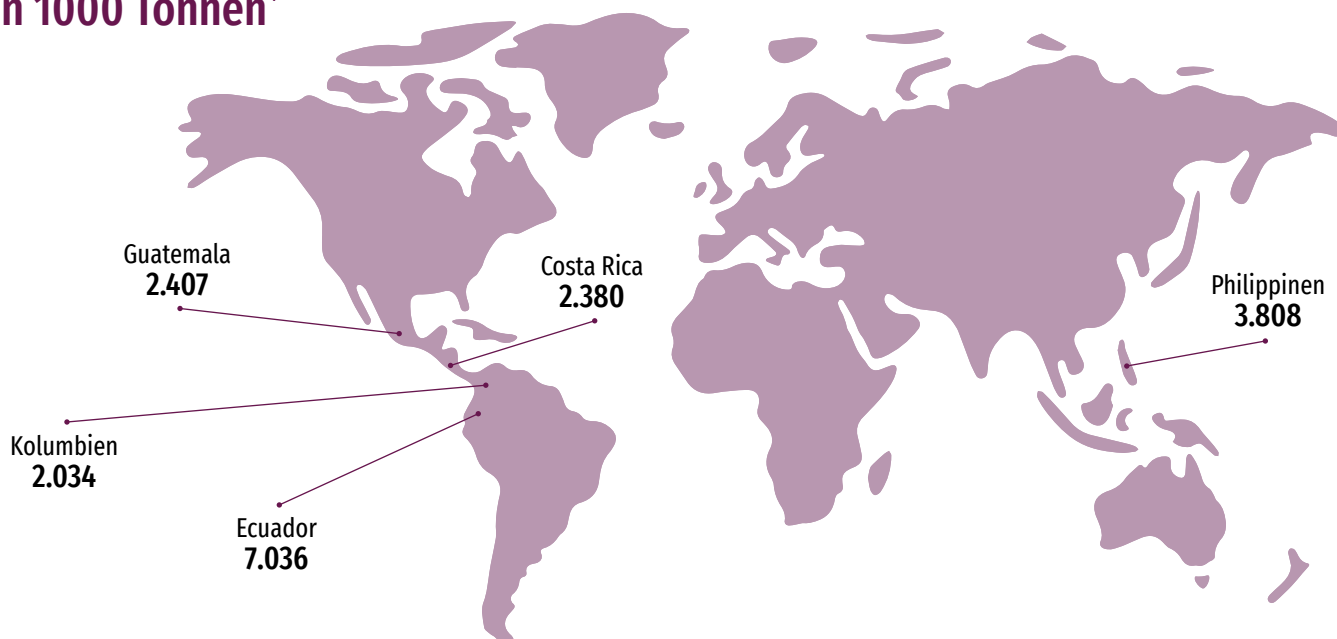 n 1000 Tonnen
Guatemala
2.407
Costa Rica
2.380
Philippinen
3.808
Kolumbien
2.034
Ecuador
7.036